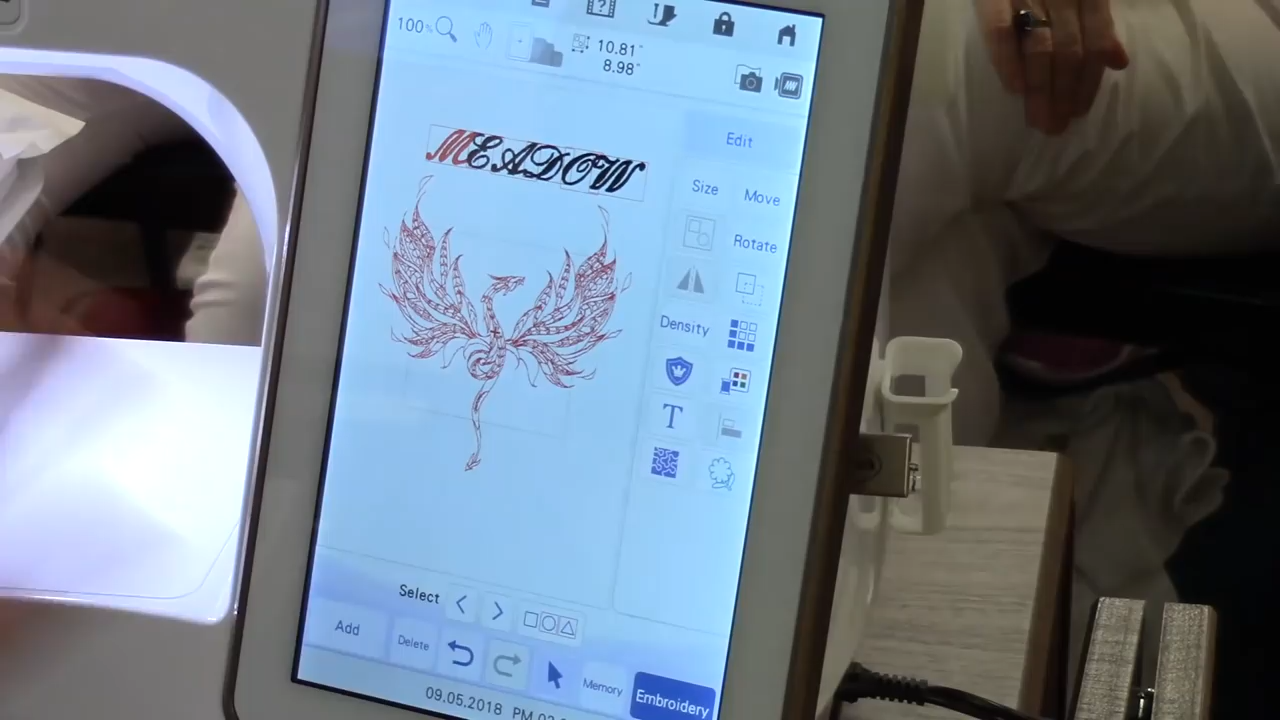 100%
10.81"
8.98"
MEADOW
Edit
Size
Move
Rotate
Density
T
Select
Add
Delete
Memory
Embroidery
09.05.2018 PM